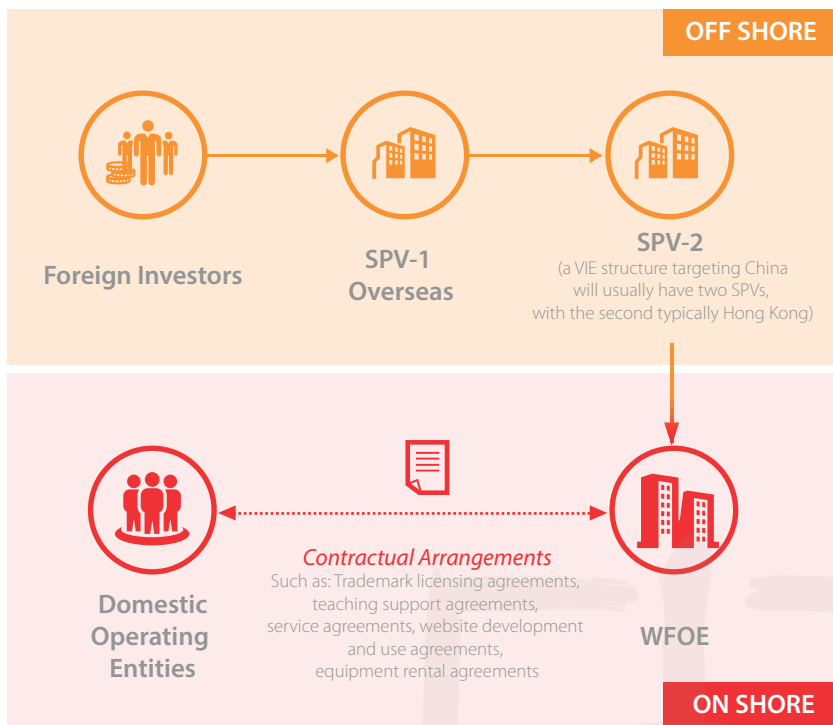 OFF SHORE
Foreign Investors
SPV-1
Overseas
SPV-2
(a VIE structure targeting China
will usually have two SPVs,
with the second typically Hong Kong)
Contractual Arrangements
Such as: Trademark licensing agreements,
teaching support agreements,
service agreements, website development
and use agreements,
equipment rental agreements
Domestic
Operating
Entities
WFOE
ON SHORE